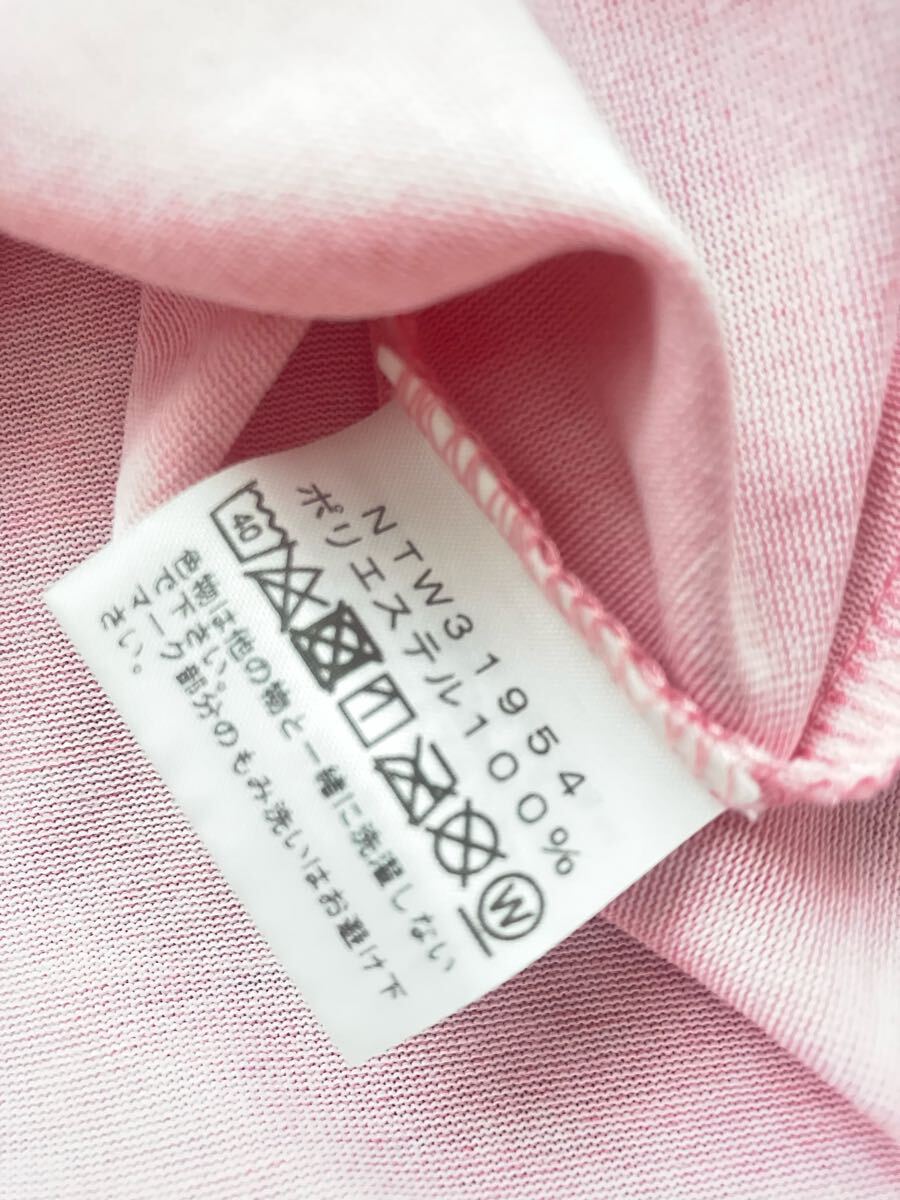 NTW31954
ポリエステル100%
40
W
色物は他の物と一緒に洗濯しない
で下さい。
マーク部分のもみ洗いはお避け下
さい。